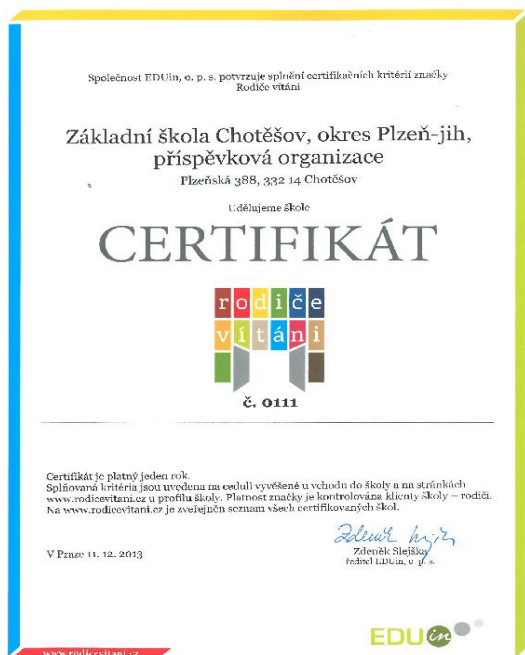 Společnost EDUin, o. p. s. potvrzuje splnění certifikačních kritérií značky
Rodiče vítáni
Základní škola Chotěšov, okres Plzeň-jih,
příspěvková organizace
Plzeňská 388, 332 14 Chotěšov
Udělujeme škole
CERTIFIKÁT
rodiče
vítáni
č. 0111
Certifikát je platný jeden rok.
Splňovaná kritéria jsou uvedena na ceduli vyvěšené u vchodu do školy a na stránkách
www.rodicevitani.cz u profilu školy. Platnost značky je kontrolována klienty školy – rodiči.
Na www.rodicevitani.cz je zveřejněn seznam všech certifikovaných škol.
V Praze 11. 12. 2013
Zdeněk Slejška
ředitel EDUin, o. p. s.
EDUin
www.rodicevitani.cz